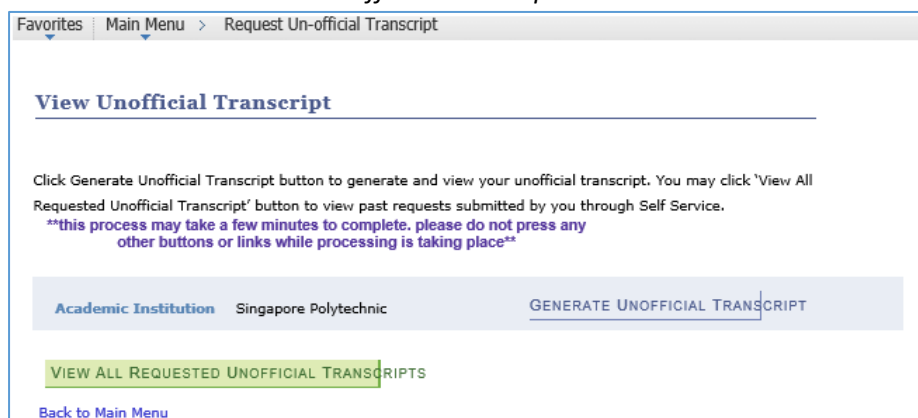 Favorites Main Menu > Request Un-official Transcript
View Unofficial Transcript
Click Generate Unofficial Transcript button to generate and view your unofficial transcript. You may click 'View All
Requested Unofficial Transcript' button to view past requests submitted by you through Self Service.
**this process may take a few minutes to complete. please do not press any
other buttons or links while processing is taking place**
Academic Institution Singapore Polytechnic GENERATE UNOFFICIAL TRANSCRIPT
VIEW ALL REQUESTED UNOFFICIAL TRANSCRIPTS
Back to Main Menu